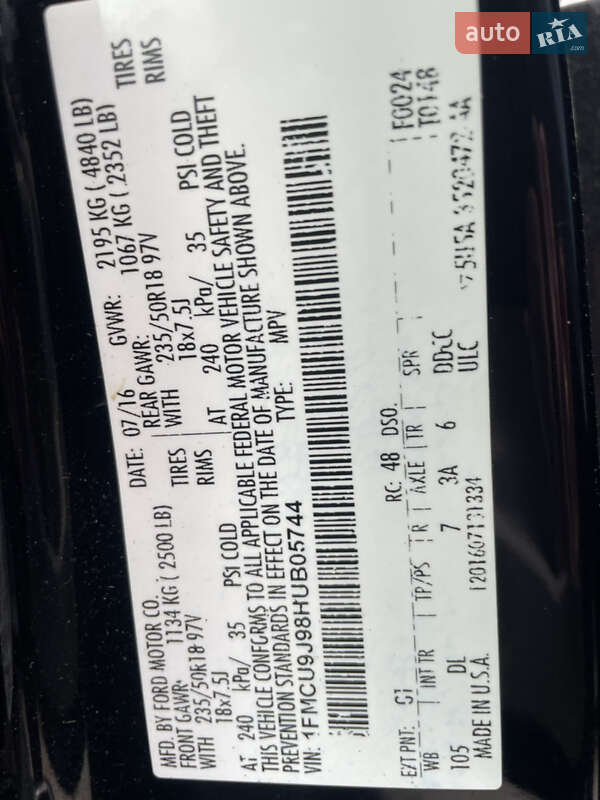 auto RIA.com
MFD. BY FORD MOTOR CO. DATE: 07/16 GVWR: 2195 KG ( 4840 LB)
FRONT GAWR: 1134 KG ( 2500 LB) REAR GAWR: 1067 KG ( 2352 LB)
WITH 235/50R18 97V TIRES WITH 235/50R18 97V TIRES
18x7.5J RIMS 18x7.5J RIMS
AT 240 kPa/ 35 PSI COLD AT 240 kPa/ 35 PSI COLD
THIS VEHICLE CONFORMS TO ALL APPLICABLE FEDERAL MOTOR VEHICLE SAFETY AND THEFT
PREVENTION STANDARDS IN EFFECT ON THE DATE OF MANUFACTURE SHOWN ABOVE.
VIN: 1FMCU9J98HUB05744 TYPE: MPV
F0024
T0148
EXT PNT: G1 RC: 48 DSO:
WB INT TR TP/PS R AXLE TR SPR
105 DL 7 3A 6
ULC
MADE IN U.S.A.